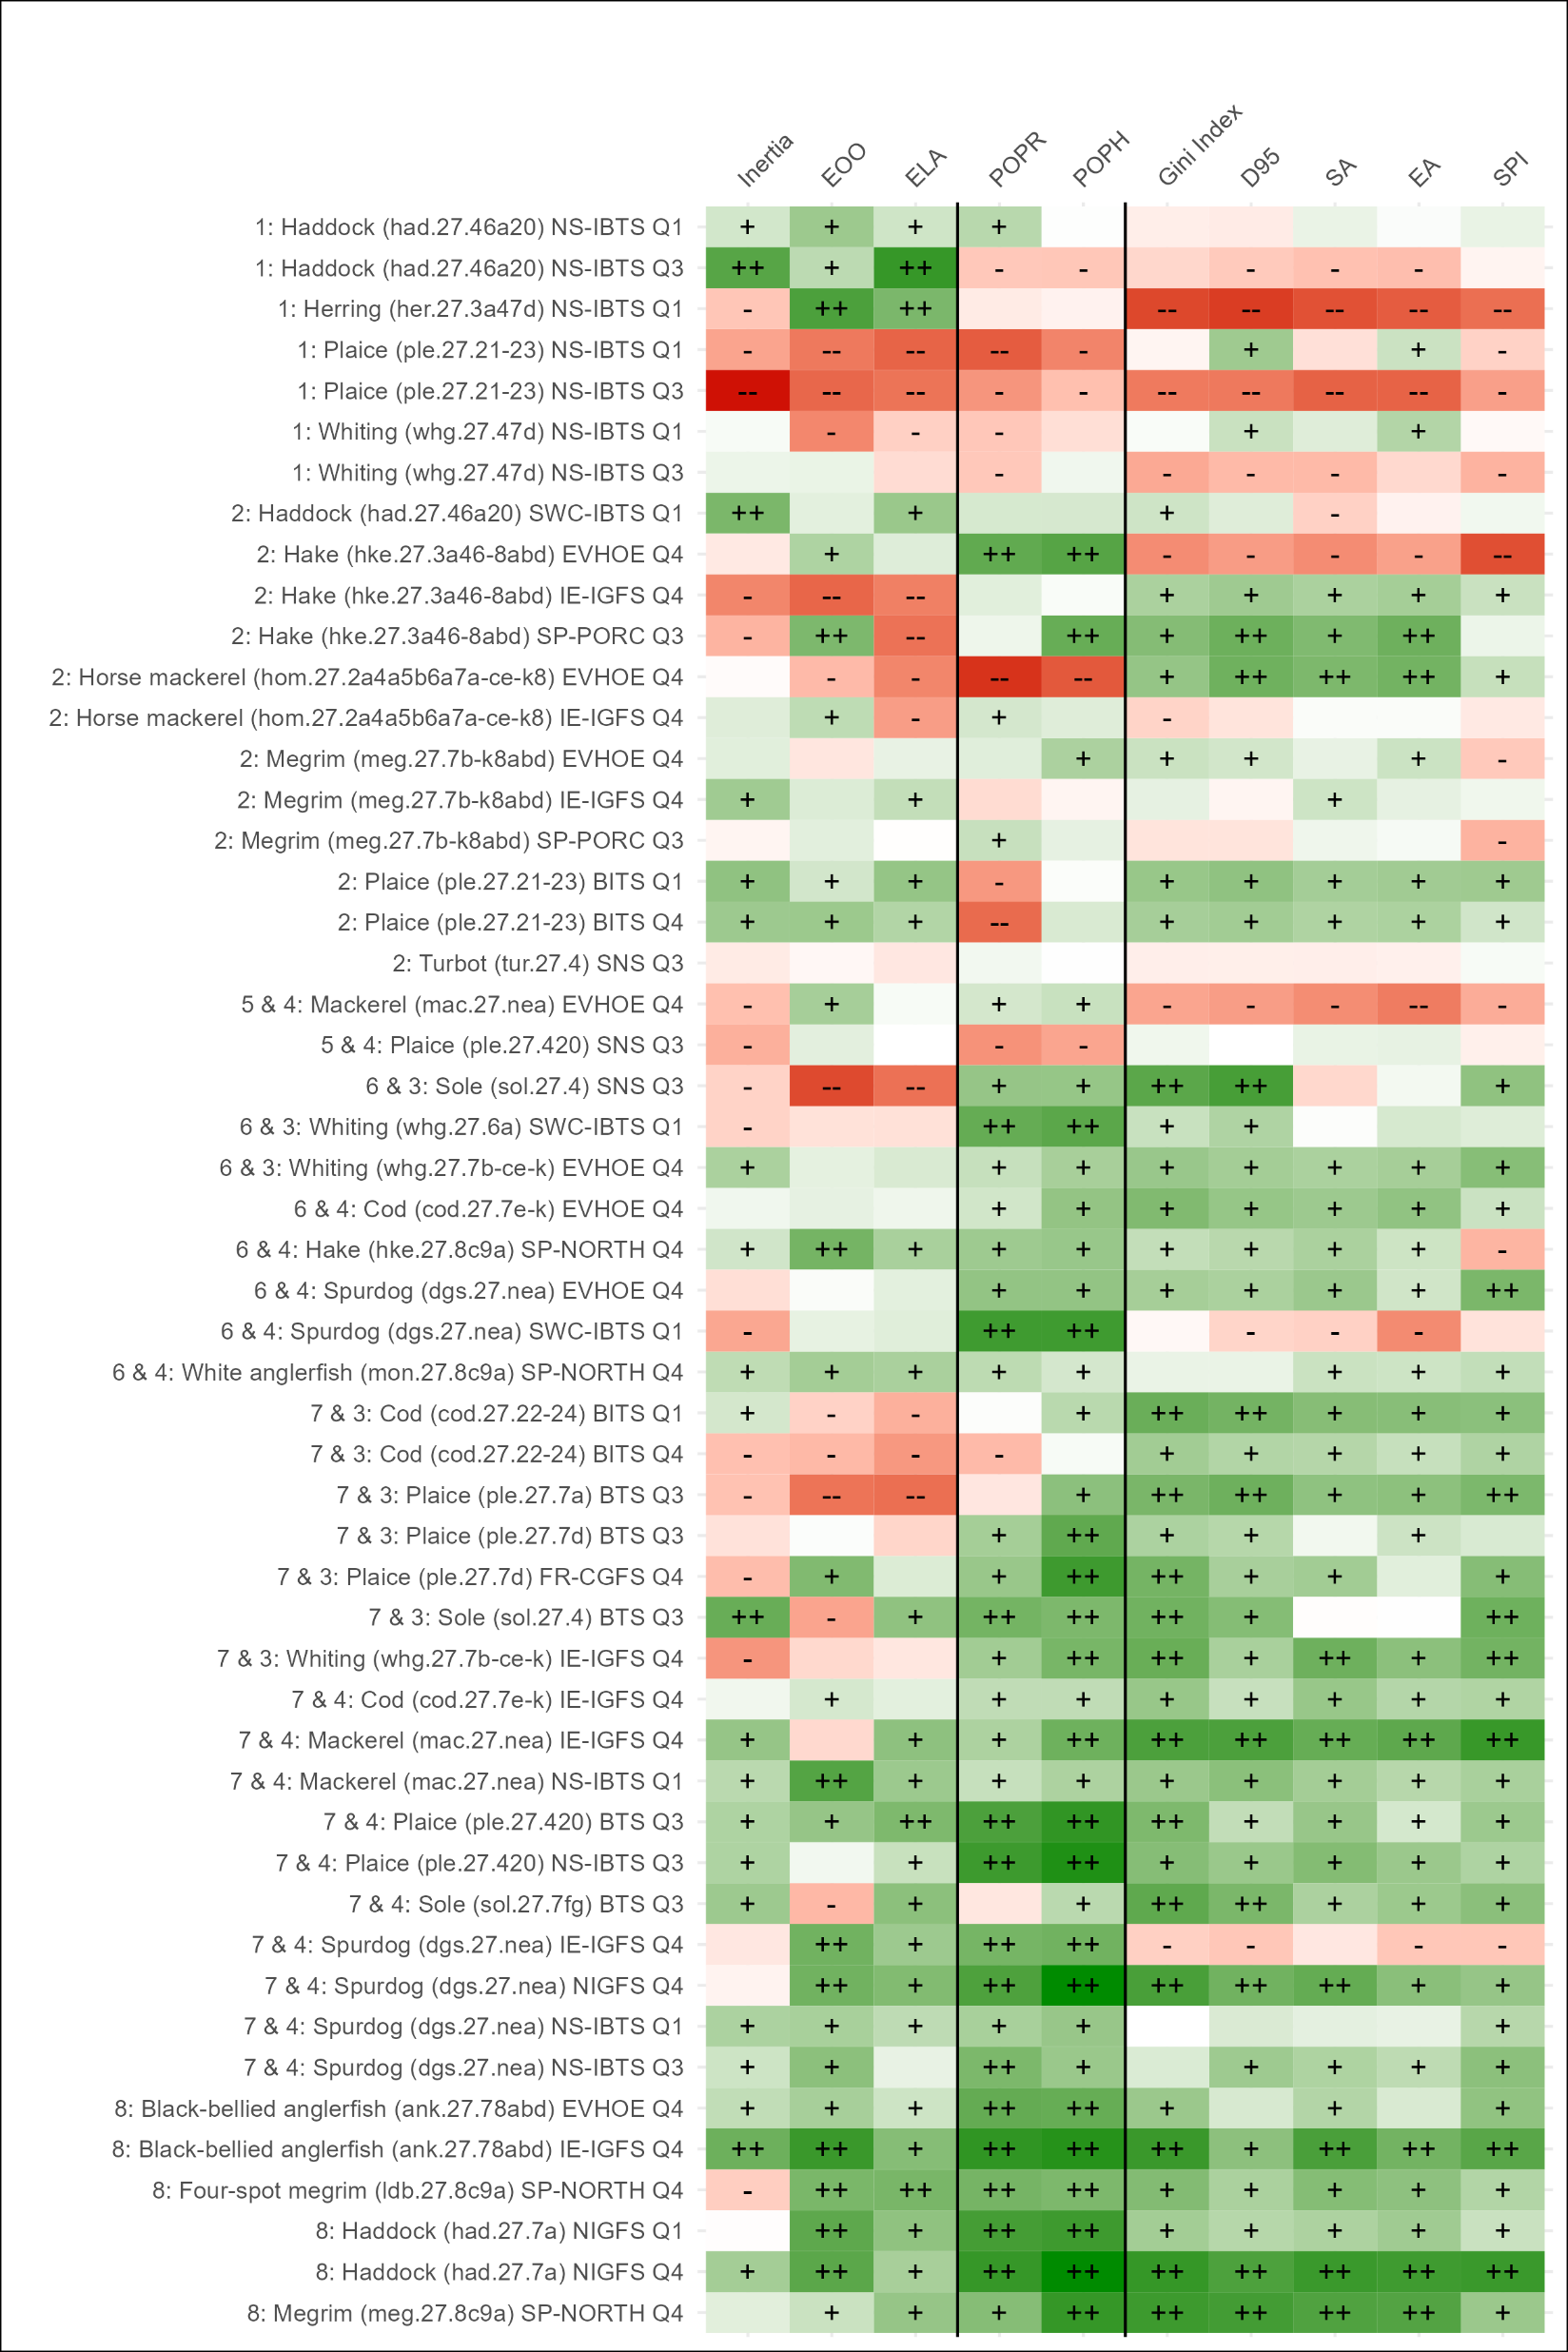 Inertia EOO ELA POPR POPH Gini Index D95 SA EA SPI
1: Haddock (had.27.46a20) NS-IBTS Q1 + + + +
1: Haddock (had.27.46a20) NS-IBTS Q3 ++ + ++ - - - - -
1: Herring (her.27.3a47d) NS-IBTS Q1 - ++ ++ -- -- -- -- --
1: Plaice (ple.27.21-23) NS-IBTS Q1 - -- -- -- - + + -
1: Plaice (ple.27.21-23) NS-IBTS Q3 -- -- -- - - -- -- -- -- -
1: Whiting (whg.27.47d) NS-IBTS Q1 - - - + +
1: Whiting (whg.27.47d) NS-IBTS Q3 - - - - -
2: Haddock (had.27.46a20) SWC-IBTS Q1 ++ + + -
2: Hake (hke.27.3a46-8abd) EVHOE Q4 + ++ ++ - - - - --
2: Hake (hke.27.3a46-8abd) IE-IGFS Q4 - -- -- + + + + +
2: Hake (hke.27.3a46-8abd) SP-PORC Q3 - ++ -- ++ + ++ + ++
2: Horse mackerel (hom.27.2a4a5b6a7a-ce-k8) EVHOE Q4 - - -- -- + ++ ++ ++ +
2: Horse mackerel (hom.27.2a4a5b6a7a-ce-k8) IE-IGFS Q4 + - + -
2: Megrim (meg.27.7b-k8abd) EVHOE Q4 + + + + -
2: Megrim (meg.27.7b-k8abd) IE-IGFS Q4 + + +
2: Megrim (meg.27.7b-k8abd) SP-PORC Q3 + -
2: Plaice (ple.27.21-23) BITS Q1 + + + - + + + + +
2: Plaice (ple.27.21-23) BITS Q4 + + + -- + + + + +
2: Turbot (tur.27.4) SNS Q3
5 & 4: Mackerel (mac.27.nea) EVHOE Q4 - + + + - - - -- -
5 & 4: Plaice (ple.27.420) SNS Q3 - - -
6 & 3: Sole (sol.27.4) SNS Q3 - -- -- + + ++ ++ +
6 & 3: Whiting (whg.27.6a) SWC-IBTS Q1 - ++ ++ + +
6 & 3: Whiting (whg.27.7b-ce-k) EVHOE Q4 + + + + + + + +
6 & 4: Cod (cod.27.7e-k) EVHOE Q4 + + + + + + +
6 & 4: Hake (hke.27.8c9a) SP-NORTH Q4 + ++ + + + + + + + -
6 & 4: Spurdog (dgs.27.nea) EVHOE Q4 + + + + + + ++
6 & 4: Spurdog (dgs.27.nea) SWC-IBTS Q1 - ++ ++ - - -
6 & 4: White anglerfish (mon.27.8c9a) SP-NORTH Q4 + + + + + + + +
7 & 3: Cod (cod.27.22-24) BITS Q1 + - - + ++ ++ + + +
7 & 3: Cod (cod.27.22-24) BITS Q4 - - - - + + + + +
7 & 3: Plaice (ple.27.7a) BTS Q3 - -- -- + ++ ++ + + ++
7 & 3: Plaice (ple.27.7d) BTS Q3 + ++ + + +
7 & 3: Plaice (ple.27.7d) FR-CGFS Q4 - + + ++ ++ + + +
7 & 3: Sole (sol.27.4) BTS Q3 ++ - + ++ ++ ++ + ++
7 & 3: Whiting (whg.27.7b-ce-k) IE-IGFS Q4 - + ++ ++ + ++ + ++
7 & 4: Cod (cod.27.7e-k) IE-IGFS Q4 + + + + + + + +
7 & 4: Mackerel (mac.27.nea) IE-IGFS Q4 + + + ++ ++ ++ ++ ++ ++
7 & 4: Mackerel (mac.27.nea) NS-IBTS Q1 + ++ + + + + + + + +
7 & 4: Plaice (ple.27.420) BTS Q3 + + ++ ++ ++ ++ + + + +
7 & 4: Plaice (ple.27.420) NS-IBTS Q3 + + ++ ++ + + + + +
7 & 4: Sole (sol.27.7fg) BTS Q3 + - + + ++ ++ + + +
7 & 4: Spurdog (dgs.27.nea) IE-IGFS Q4 ++ + ++ ++ - - - -
7 & 4: Spurdog (dgs.27.nea) NIGFS Q4 ++ + ++ ++ ++ ++ ++ + +
7 & 4: Spurdog (dgs.27.nea) NS-IBTS Q1 + + + + + +
7 & 4: Spurdog (dgs.27.nea) NS-IBTS Q3 + + ++ + + + + +
8: Black-bellied anglerfish (ank.27.78abd) EVHOE Q4 + + + ++ ++ + + +
8: Black-bellied anglerfish (ank.27.78abd) IE-IGFS Q4 ++ ++ + ++ ++ ++ + ++ ++ ++
8: Four-spot megrim (ldb.27.8c9a) SP-NORTH Q4 - ++ ++ ++ ++ + + + + +
8: Haddock (had.27.7a) NIGFS Q1 ++ + ++ ++ + + + + +
8: Haddock (had.27.7a) NIGFS Q4 + ++ + ++ ++ ++ ++ ++ ++ ++
8: Megrim (meg.27.8c9a) SP-NORTH Q4 + + + ++ ++ ++ ++ ++ +